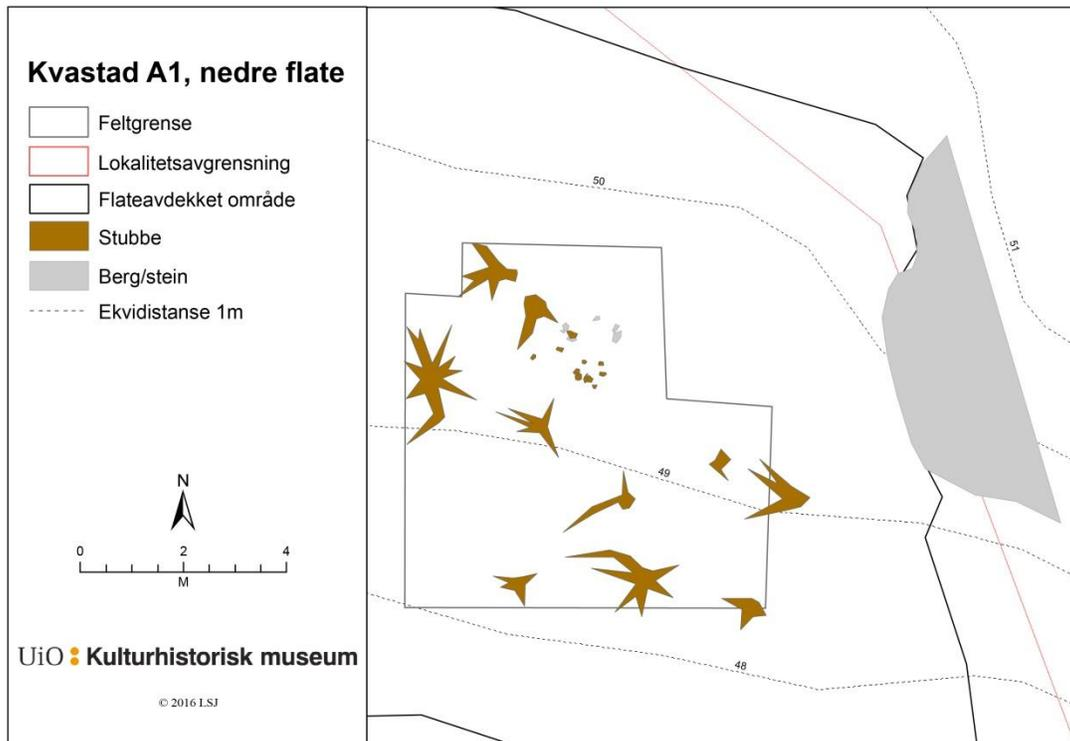 Kvastad A1, nedre flate
Feltgrense
Lokalitetsavgrensning
Flateavdekket område
Stubbe
Berg/stein
Ekvidistanse 1m
N
0 2 4
M
UiO Kulturhistorisk museum
© 2016 LSJ
50
51
49
48